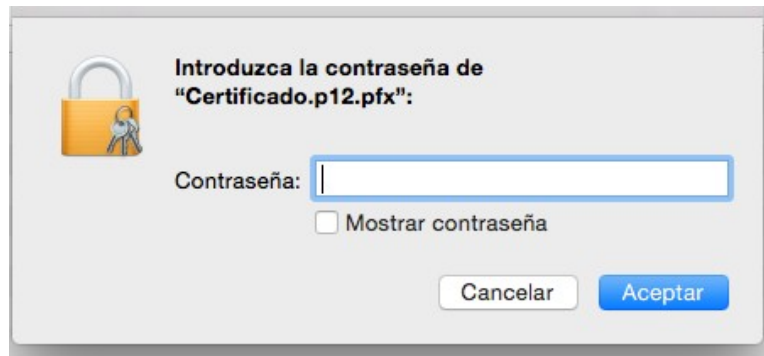 Introduzca la contraseña de
“Certificado.p12.pfx”:
Contraseña:
Mostrar contraseña
Cancelar Aceptar